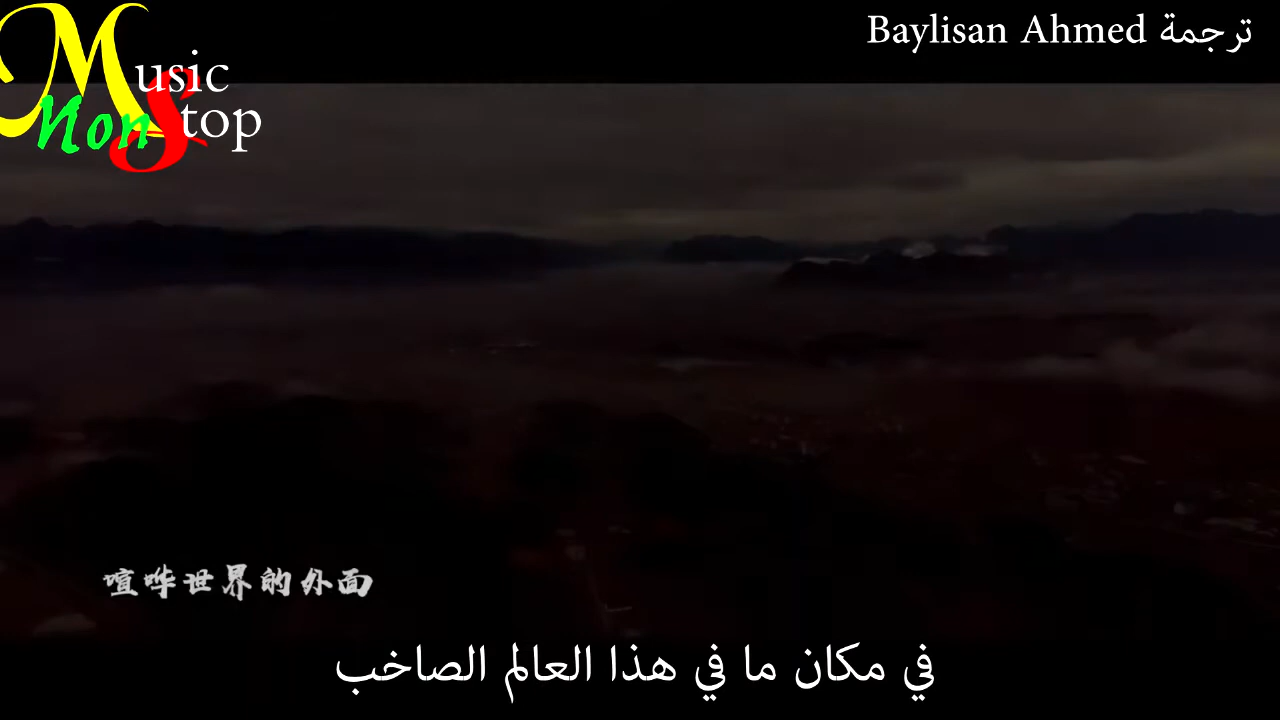 ترجمة Baylisan Ahmed
Music
Non Stop
喧哗世界的外面
في مكان ما في هذا العالم الصاخب